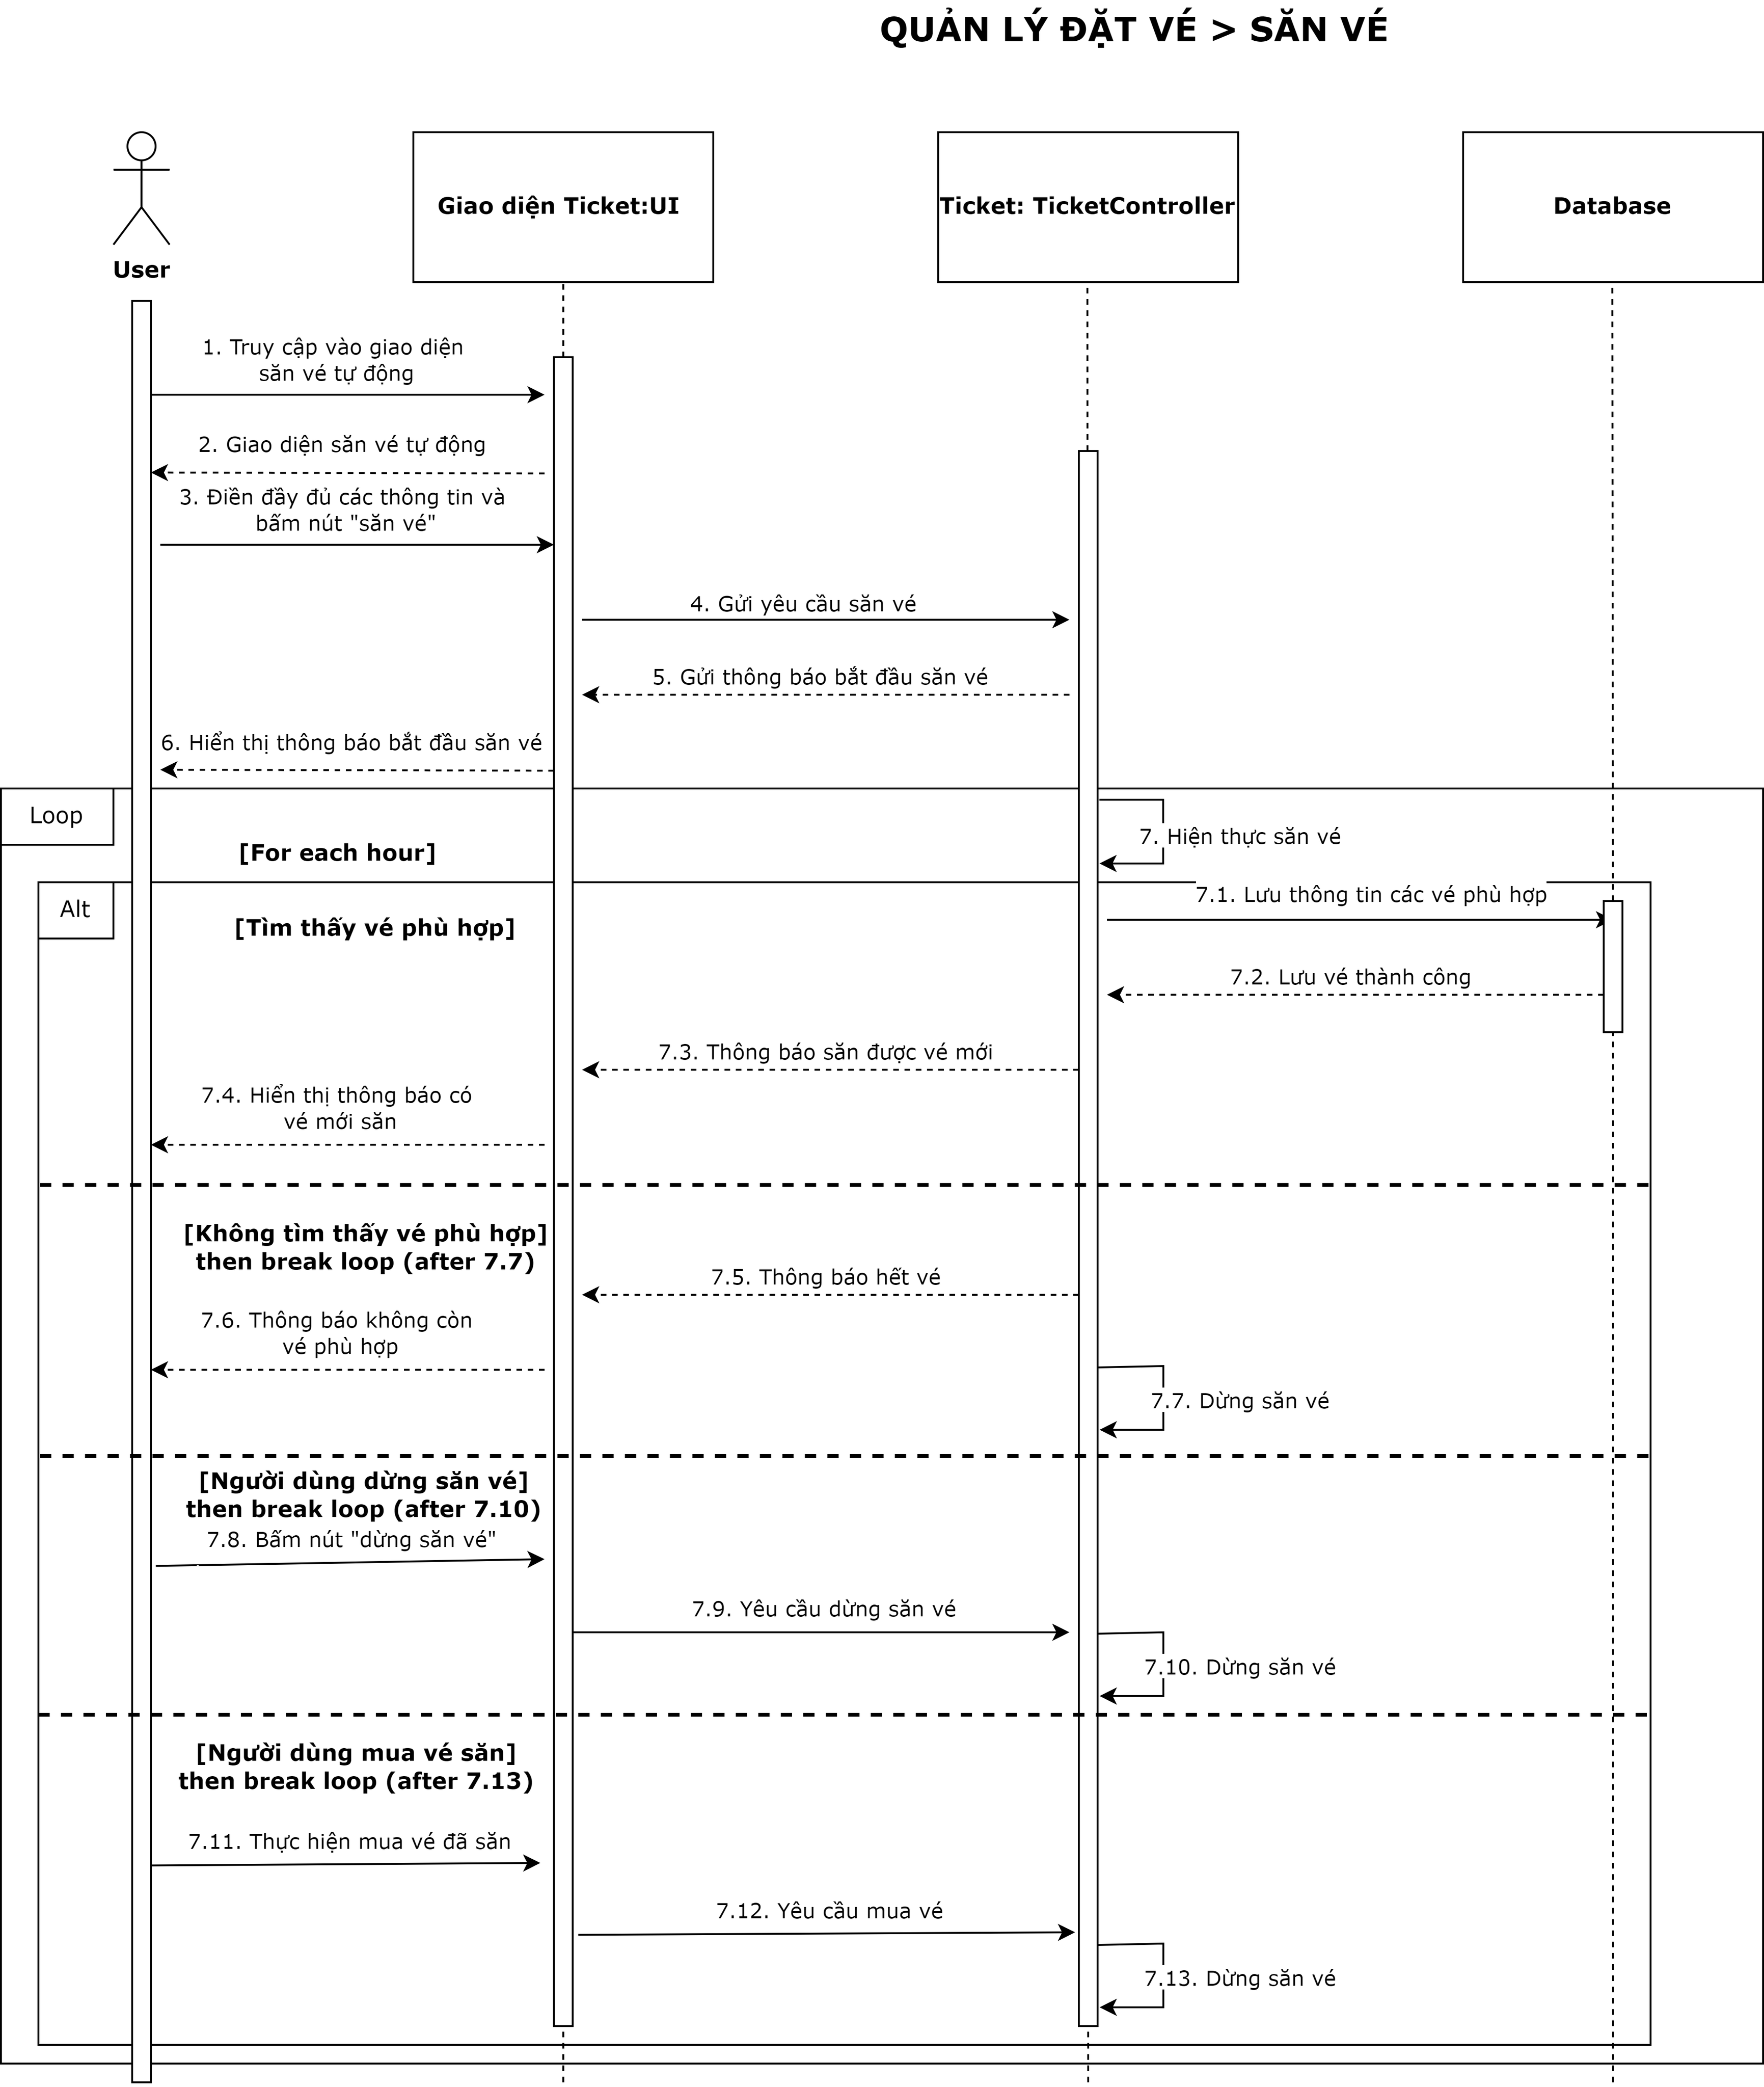 QUẢN LÝ ĐẶT VÉ > SĂN VÉ
User
Giao diện Ticket:UI
Ticket: TicketController
Database
1. Truy cập vào giao diện
săn vé tự động
2. Giao diện săn vé tự động
3. Điền đầy đủ các thông tin và
bấm nút "săn vé"
4. Gửi yêu cầu săn vé
5. Gửi thông báo bắt đầu săn vé
6. Hiển thị thông báo bắt đầu săn vé
Loop
[For each hour]
7. Hiện thực săn vé
Alt
[Tìm thấy vé phù hợp]
7.1. Lưu thông tin các vé phù hợp
7.2. Lưu vé thành công
7.3. Thông báo săn được vé mới
7.4. Hiển thị thông báo có
vé mới săn
[Không tìm thấy vé phù hợp]
then break loop (after 7.7)
7.5. Thông báo hết vé
7.6. Thông báo không còn
vé phù hợp
7.7. Dừng săn vé
[Người dùng dừng săn vé]
then break loop (after 7.10)
7.8. Bấm nút "dừng săn vé"
7.9. Yêu cầu dừng săn vé
7.10. Dừng săn vé
[Người dùng mua vé săn]
then break loop (after 7.13)
7.11. Thực hiện mua vé đã săn
7.12. Yêu cầu mua vé
7.13. Dừng săn vé